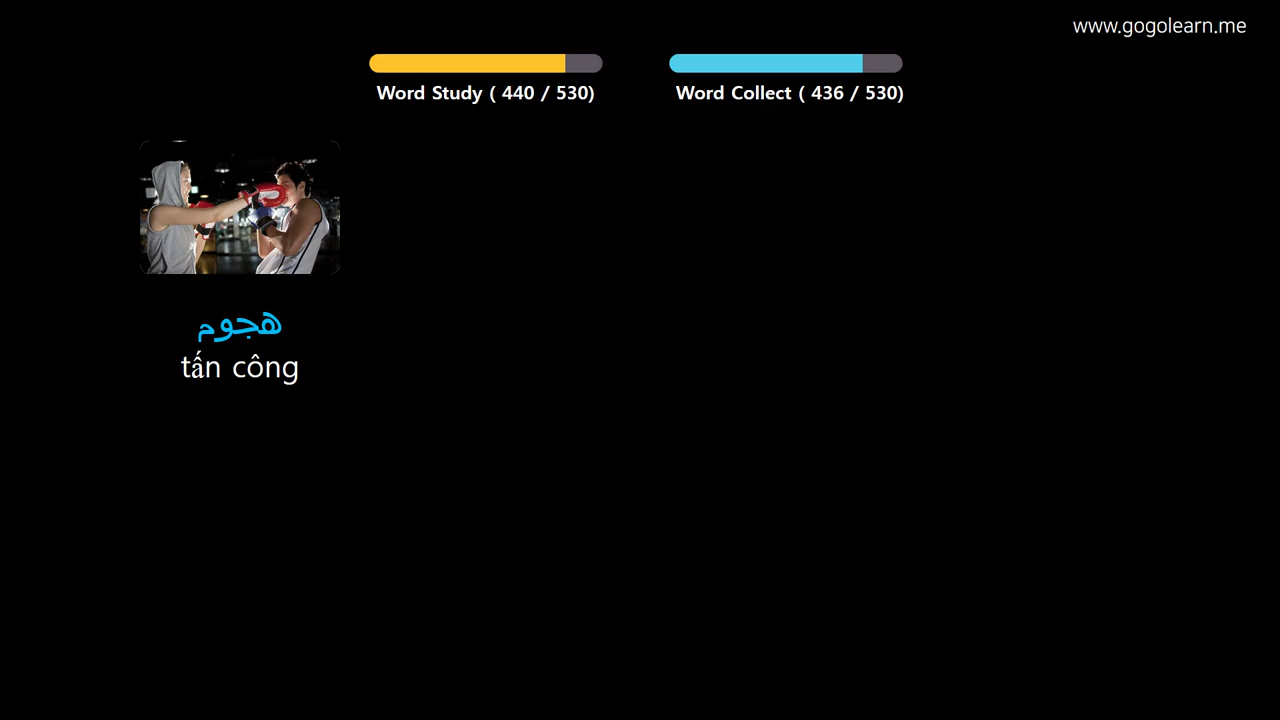 www.gogolearn.me
Word Study ( 440 / 530)
Word Collect ( 436 / 530)
هجوم
tấn công